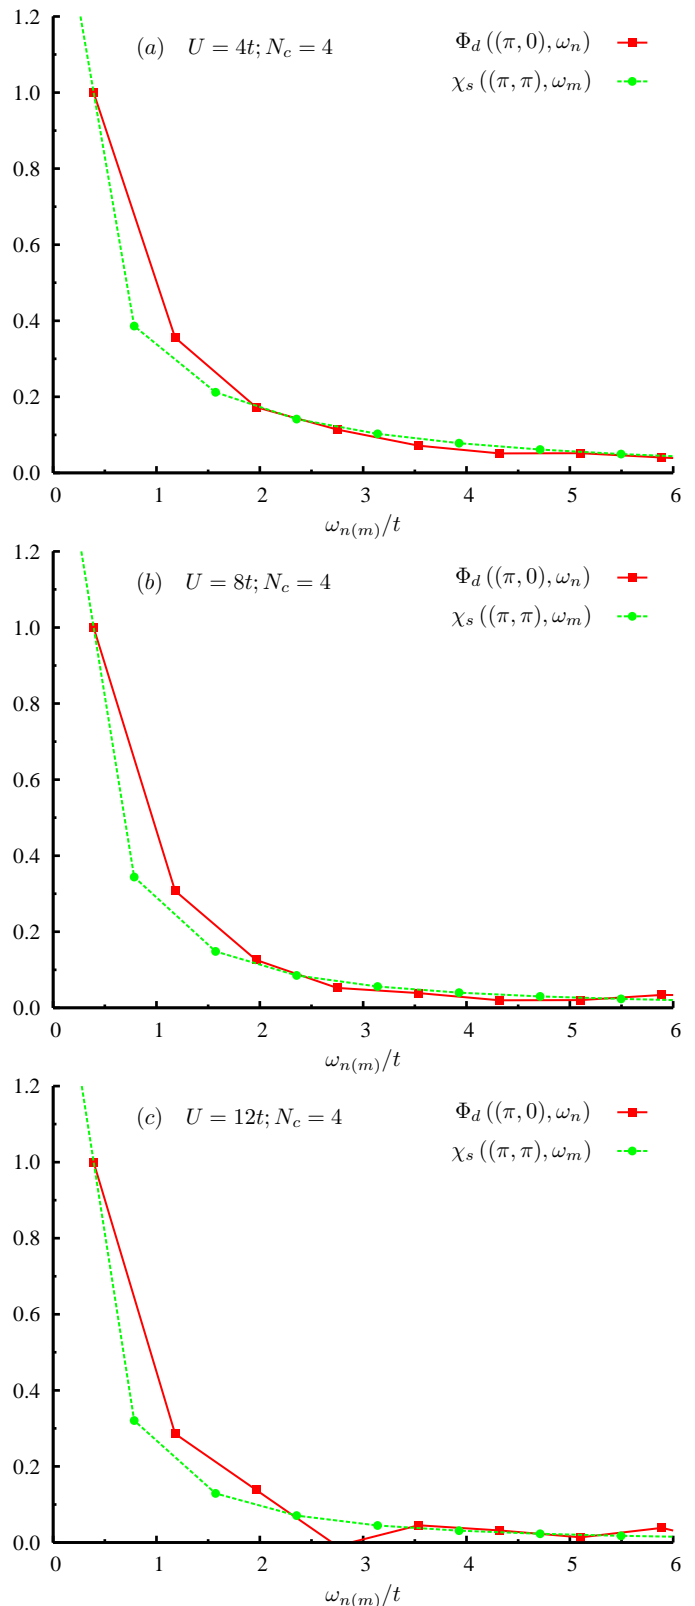 (a) U = 4t; N_c = 4
Φ_d ((π, 0), ω_n)
χ_s ((π, π), ω_m)
1.2
1.0
0.8
0.6
0.4
0.2
0.0
0 1 2 3 4 5 6
ω_{n(m)}/t
(b) U = 8t; N_c = 4
Φ_d ((π, 0), ω_n)
χ_s ((π, π), ω_m)
1.2
1.0
0.8
0.6
0.4
0.2
0.0
0 1 2 3 4 5 6
ω_{n(m)}/t
(c) U = 12t; N_c = 4
Φ_d ((π, 0), ω_n)
χ_s ((π, π), ω_m)
1.2
1.0
0.8
0.6
0.4
0.2
0.0
0 1 2 3 4 5 6
ω_{n(m)}/t